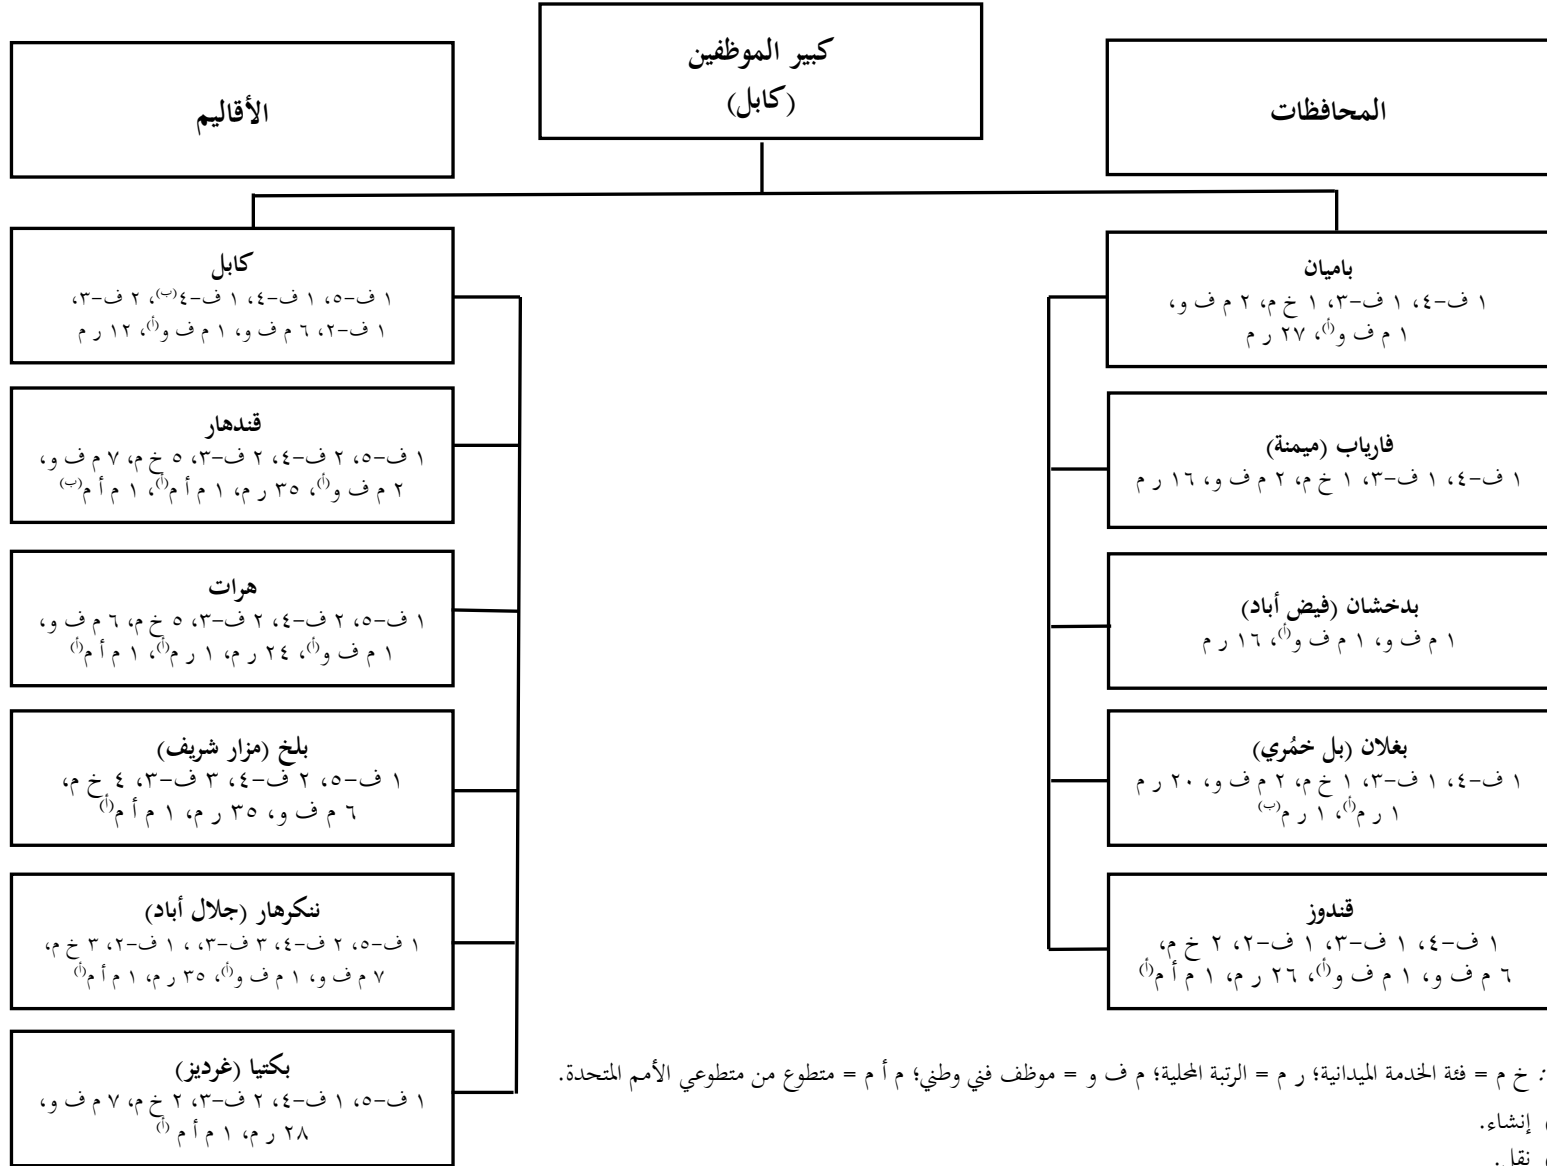 كبير الموظفين
(كابل)
المحافظات
الأقاليم
باميان
١ ف-٤، ١ ف-٣، ١ خ م، ٢ م ف و،
١ م ف و(أ)، ٢٧ ر م
فارياب (ميمنة)
١ ف-٤، ١ ف-٣، ١ خ م، ٢ م ف و، ١٦ ر م
بدخشان (فيض أباد)
١ م ف و، ١ م ف و(أ)، ١٦ ر م
بغلان (بل خمُري)
١ ف-٤، ١ ف-٣، ١ خ م، ٢ م ف و، ٢٠ ر م
١ ر م(أ)، ١ ر م(ب)
قندوز
١ ف-٤، ١ ف-٣، ١ ف-٢، ٢ خ م،
٦ م ف و، ١ م ف و(أ)، ٢٦ ر م، ١ م أ م(أ)
كابل
١ ف-٥، ١ ف-٤، ١ ف-٤(ب)، ٢ ف-٣،
١ ف-٢، ٦ م ف و، ١ م ف و(أ)، ١٢ ر م
قندهار
١ ف-٥، ٢ ف-٤، ٢ ف-٣، ٥ خ م، ٧ م ف و،
٢ م ف و(أ)، ٣٥ ر م، ١ م أ م(أ)، ١ م أ م(ب)
هرات
١ ف-٥، ٢ ف-٤، ٢ ف-٣، ٥ خ م، ٦ م ف و،
١ م ف و(أ)، ٢٤ ر م، ١ ر م(أ)، ١ م أ م(أ)
بلخ (مزار شريف)
١ ف-٥، ٢ ف-٤، ٣ ف-٣، ٤ خ م،
٦ م ف و، ٣٥ ر م، ١ م أ م(أ)
ننكرهار (جلال أباد)
١ ف-٥، ٢ ف-٤، ٣ ف-٣، ، ١ ف-٢، ٣ خ م،
٧ م ف و، ١ م ف و(أ)، ٣٥ ر م، ١ م أ م(أ)
بكتيا (غرديز)
١ ف-٥، ١ ف-٤، ٢ ف-٣، ٢ خ م، ٧ م ف و،
٢٨ ر م، ١ م أ م (أ)
: خ م = فئة الخدمة الميدانية؛ ر م = الرتبة المحلية؛ م ف و = موظف فني وطني؛ م أ م = متطوع من متطوعي الأمم المتحدة.
إنشاء.
نقل.